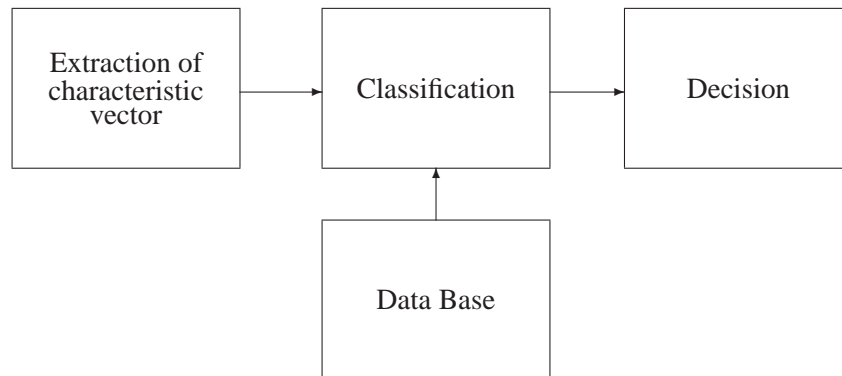 Extraction of
characteristic
vector
Classification
Decision
Data Base